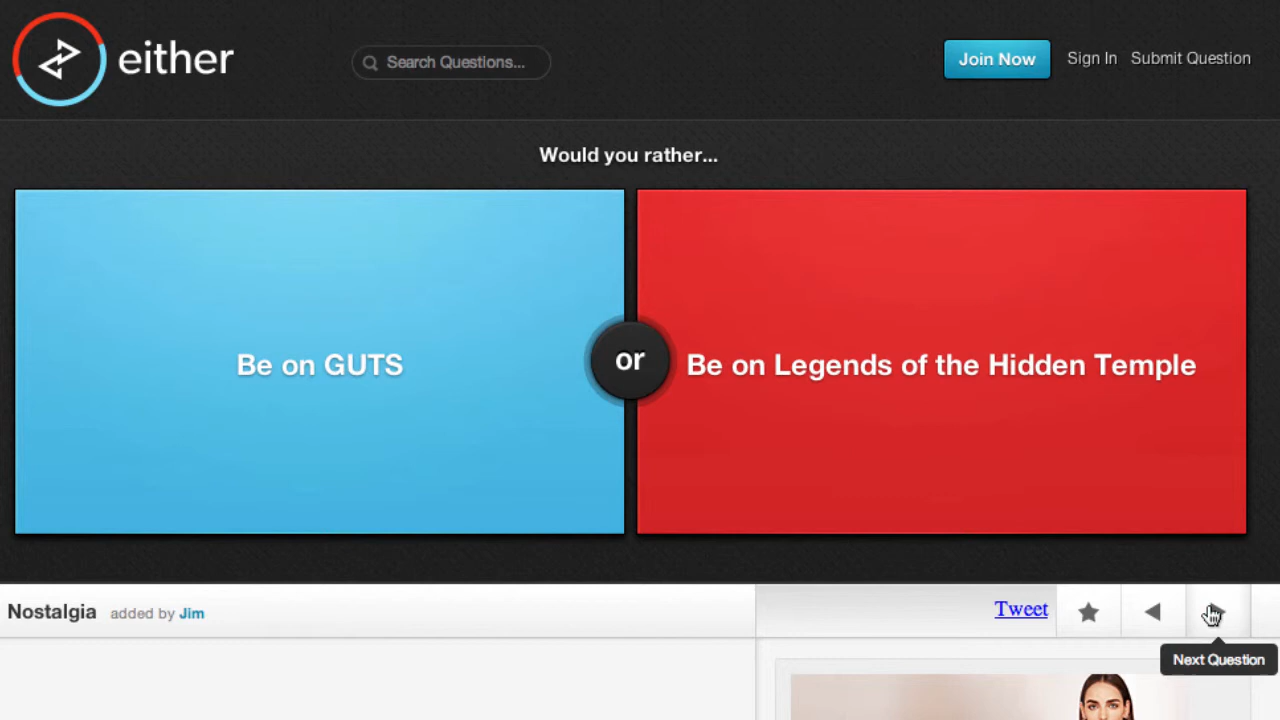 either
Search Questions...
Join Now
Sign In
Submit Question
Would you rather...
Be on GUTS
or
Be on Legends of the Hidden Temple
Nostalgia added by Jim
Tweet
Next Question